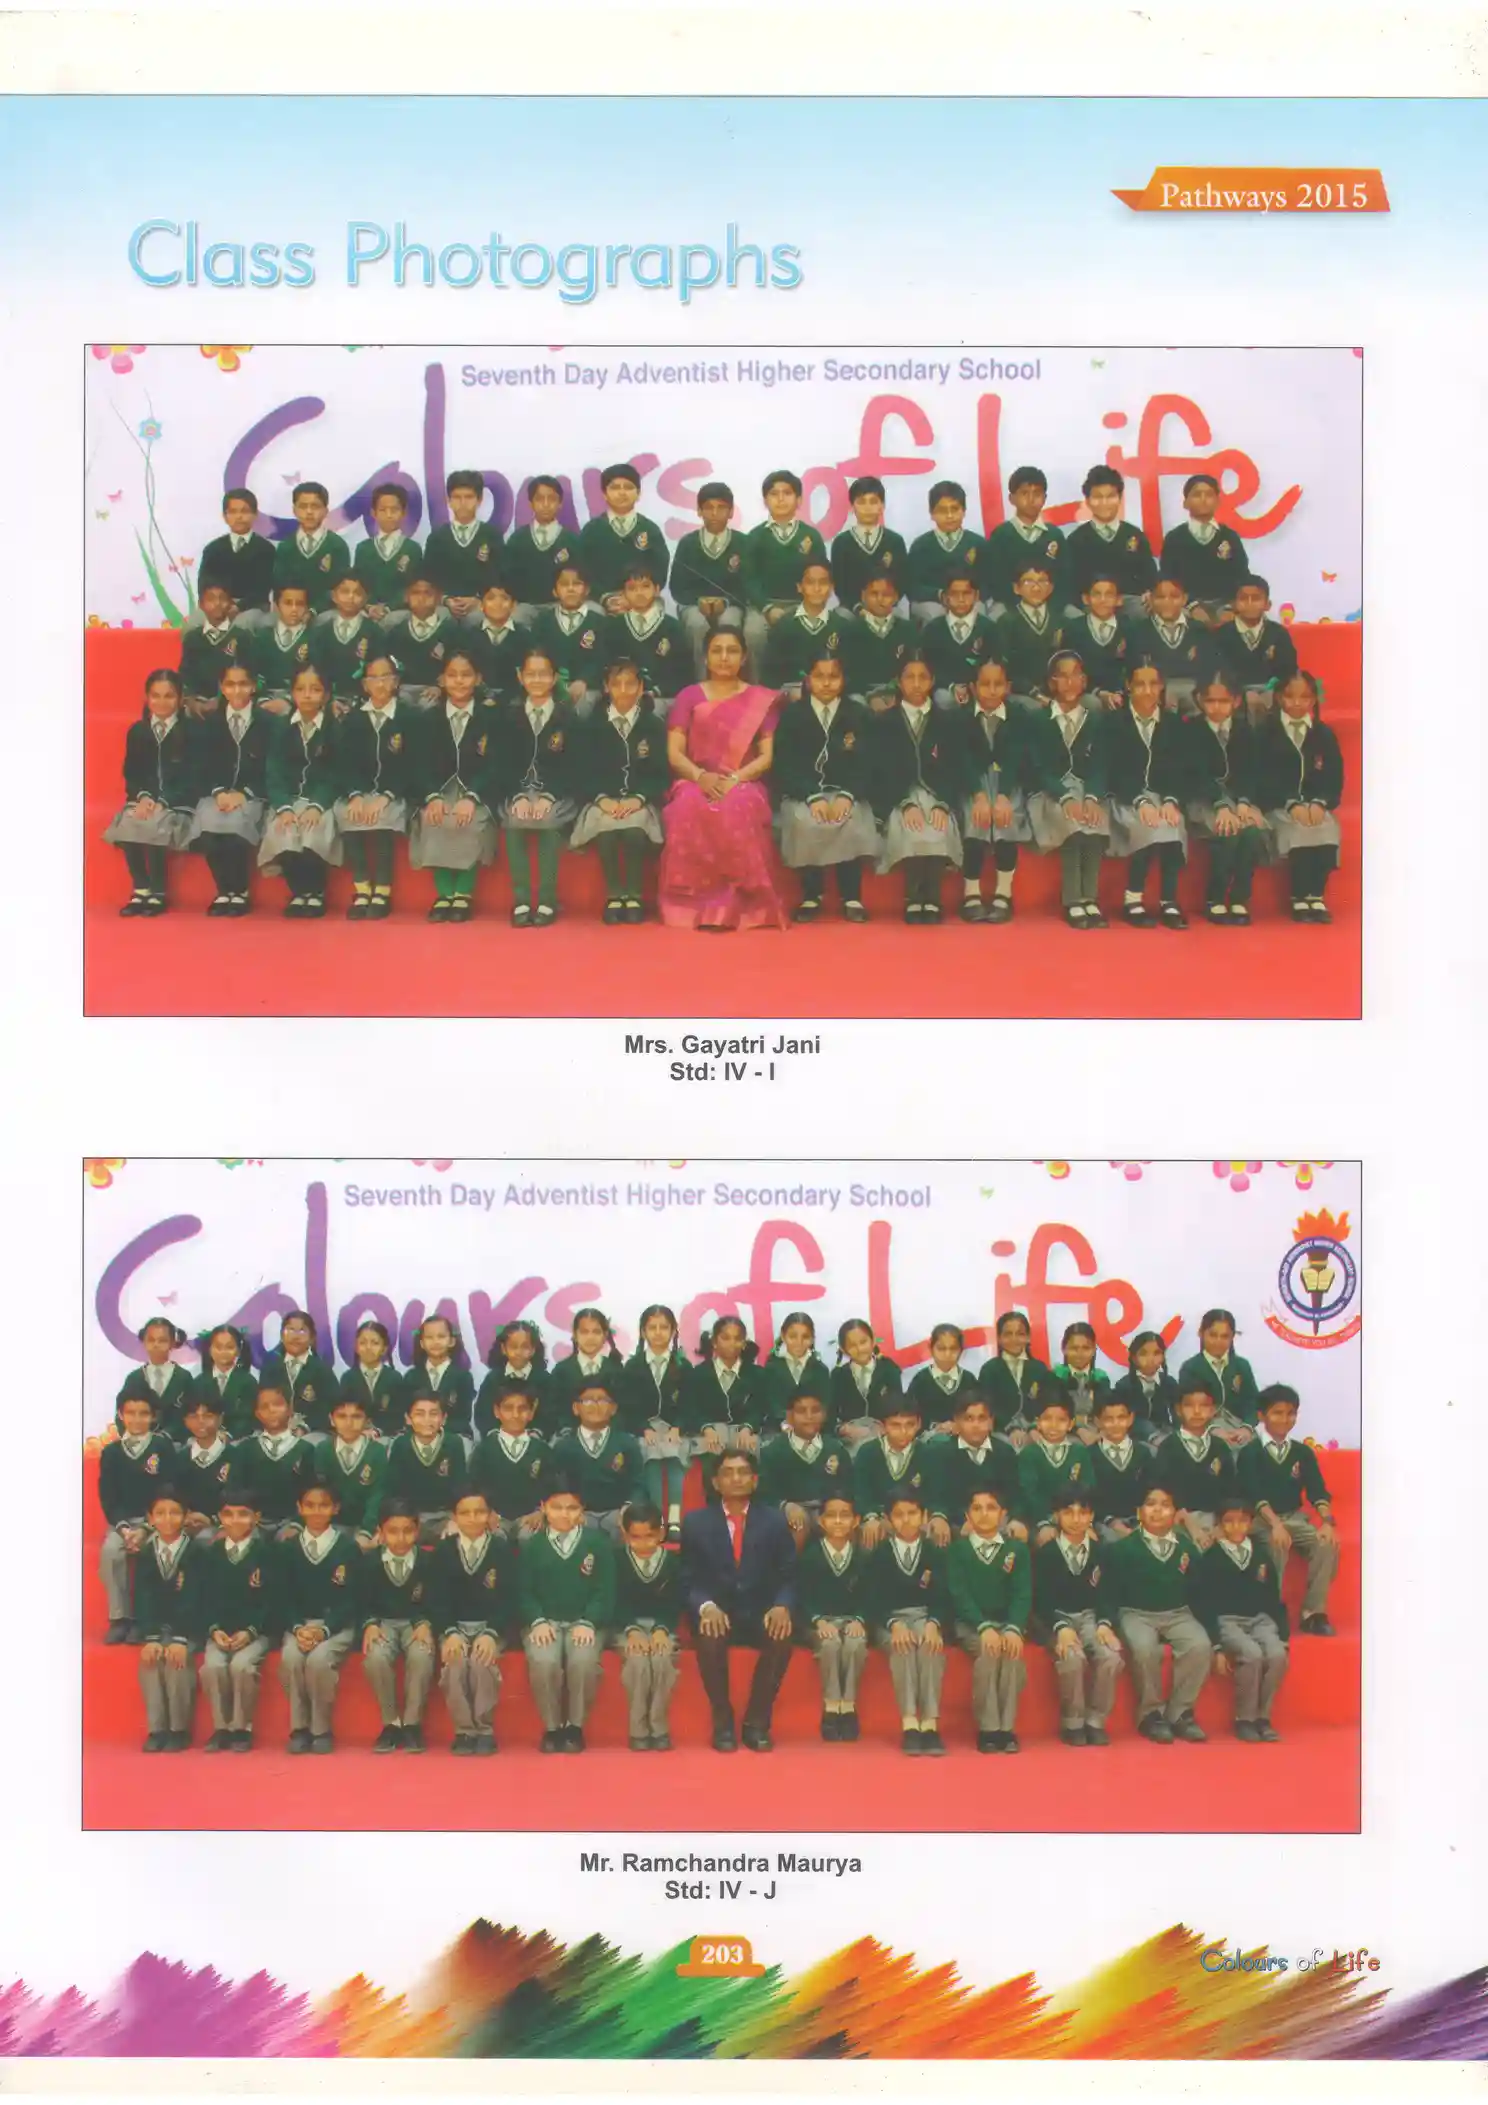 Pathways 2015
Class Photographs
Seventh Day Adventist Higher Secondary School
Colours of Life
Mrs. Gayatri Jani
Std: IV - I
Seventh Day Adventist Higher Secondary School
Colours of Life
Mr. Ramchandra Maurya
Std: IV - J
203
Colours of Life